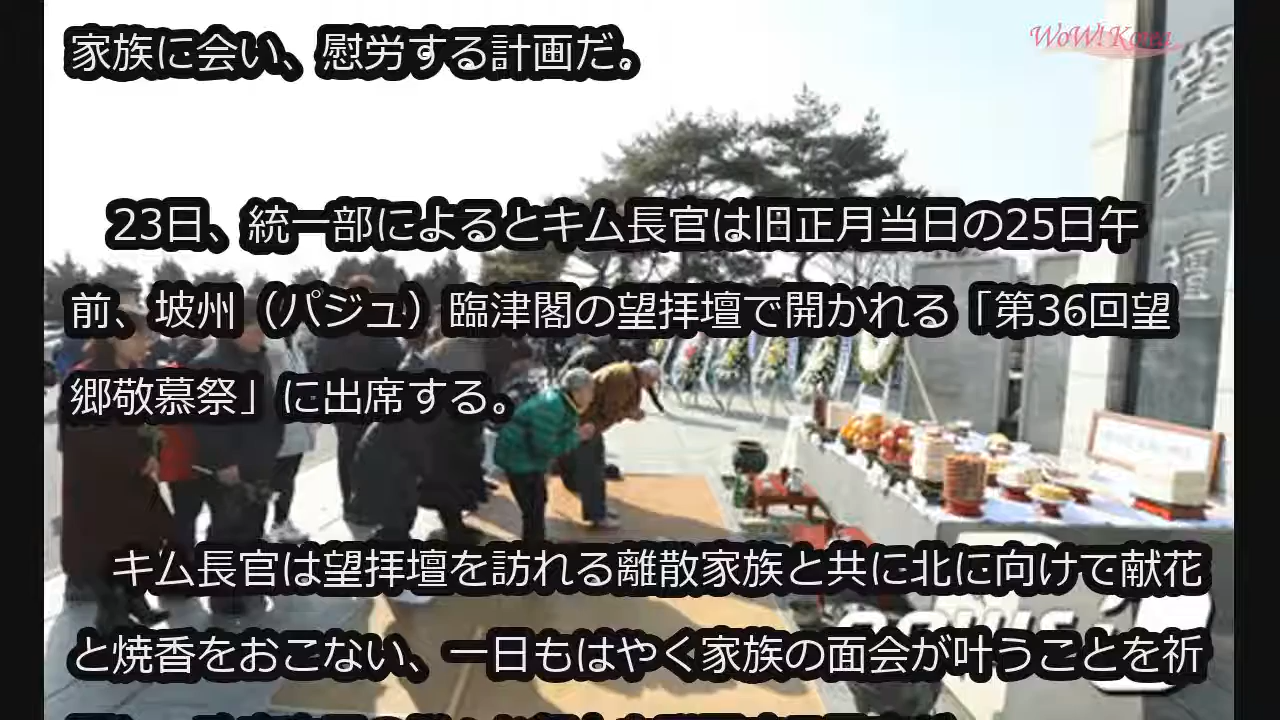 家族に会い、慰労する計画だ。
WoW! Korea
望拝壇
23日、統一部によるとキム長官は旧正月当日の25日午
前、坡州（パジュ）臨津閣の望拝壇で開かれる「第36回望
郷敬慕祭」に出席する。
キム長官は望拝壇を訪れる離散家族と共に北に向けて献花
と焼香をおこない、一日もはやく家族の面会が叶うことを祈